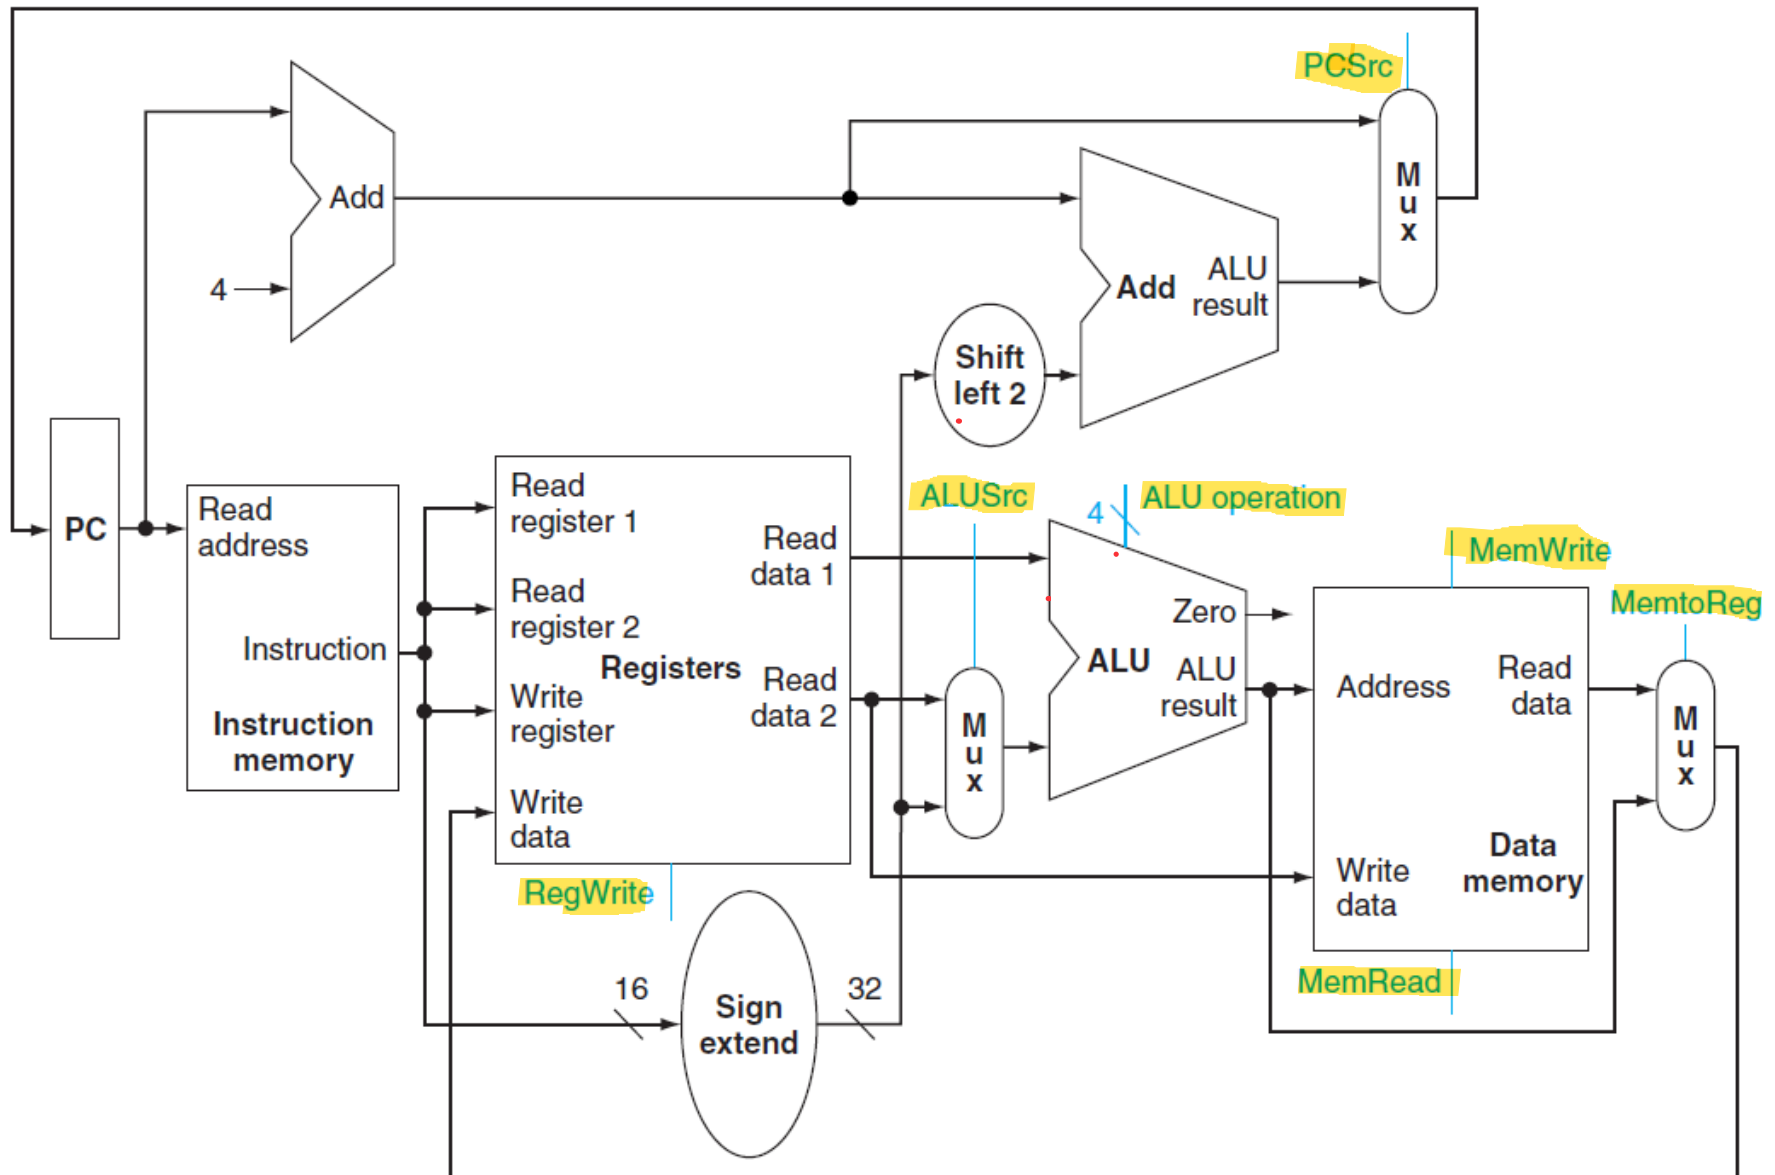 PCSrc
M
u
x
Add
4
Add
ALU
result
Shift
left 2
PC
Read
address
Instruction
Instruction
memory
Read
register 1
Read
register 2
Registers
Write
register
Write
data
Read
data 1
Read
data 2
RegWrite
16
Sign
extend
32
ALUSrc
M
u
x
4
ALU operation
Zero
ALU
ALU
result
MemWrite
Address
Read
data
Write
data
Data
memory
MemRead
MemtoReg
M
u
x